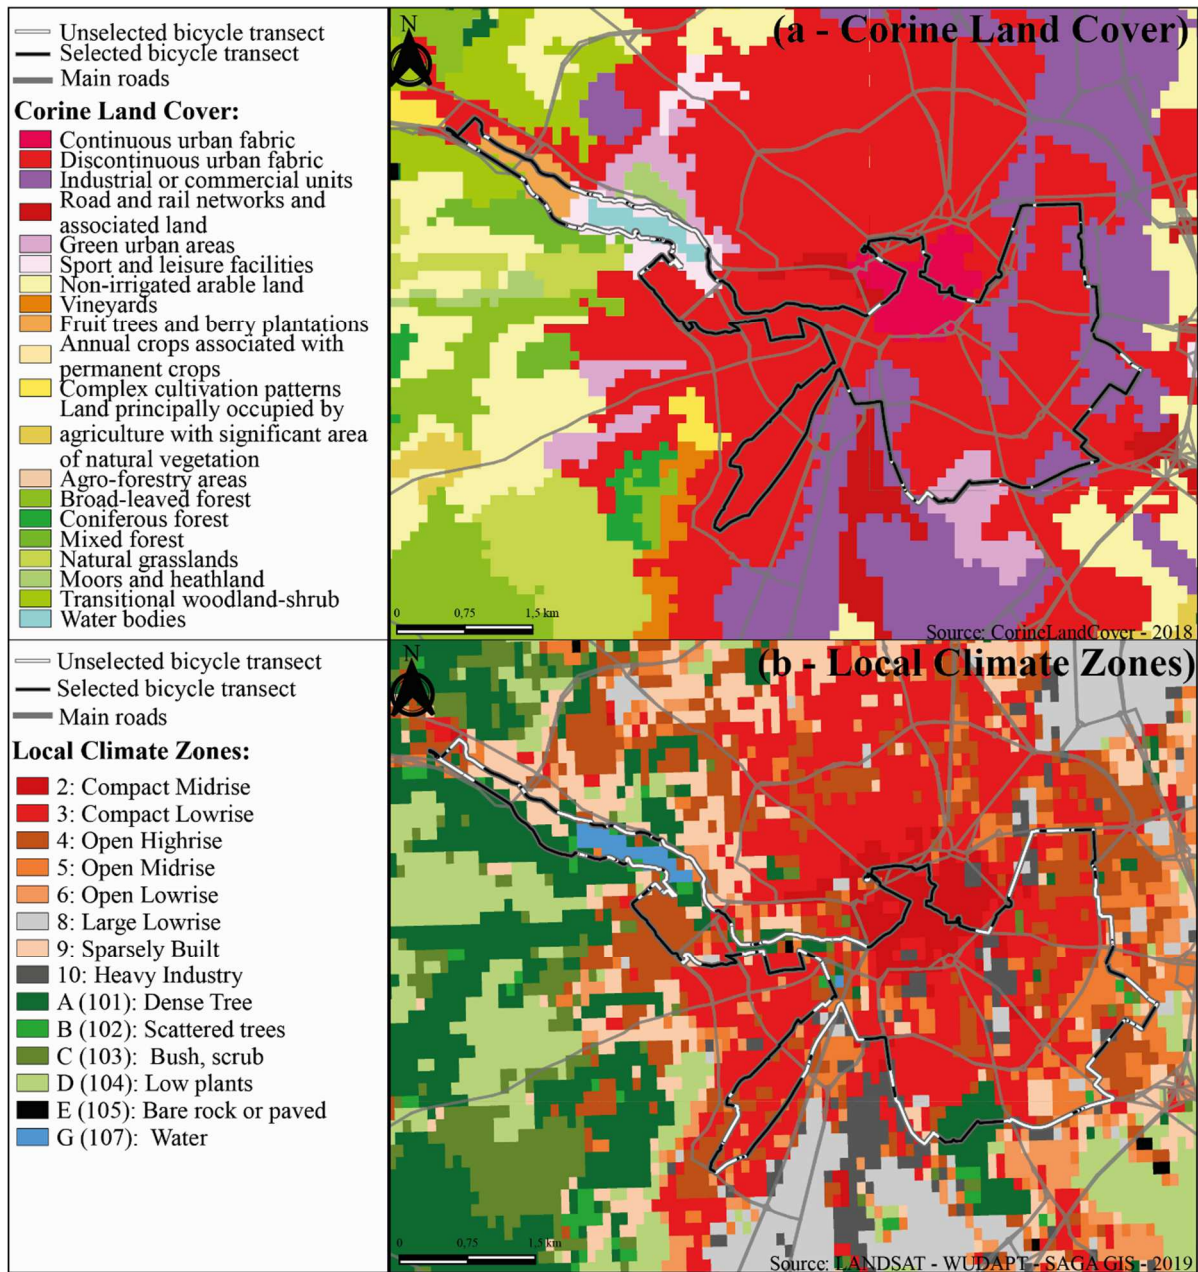 Unselected bicycle transect
Selected bicycle transect
Main roads
Corine Land Cover:
Continuous urban fabric
Discontinuous urban fabric
Industrial or commercial units
Road and rail networks and
associated land
Green urban areas
Sport and leisure facilities
Non-irrigated arable land
Vineyards
Fruit trees and berry plantations
Annual crops associated with
permanent crops
Complex cultivation patterns
Land principally occupied by
agriculture with significant area
of natural vegetation
Agro-forestry areas
Broad-leaved forest
Coniferous forest
Mixed forest
Natural grasslands
Moors and heathland
Transitional woodland-shrub
Water bodies
N
(a - Corine Land Cover)
0 0,75 1,5 km
Source: CorineLandCover - 2018
Unselected bicycle transect
Selected bicycle transect
Main roads
Local Climate Zones:
2: Compact Midrise
3: Compact Lowrise
4: Open Highrise
5: Open Midrise
6: Open Lowrise
8: Large Lowrise
9: Sparsely Built
10: Heavy Industry
A (101): Dense Tree
B (102): Scattered trees
C (103): Bush, scrub
D (104): Low plants
E (105): Bare rock or paved
G (107): Water
N
(b - Local Climate Zones)
0 0,75 1,5 km
Source: LANDSAT - WUDAPT - SAGA GIS - 2019